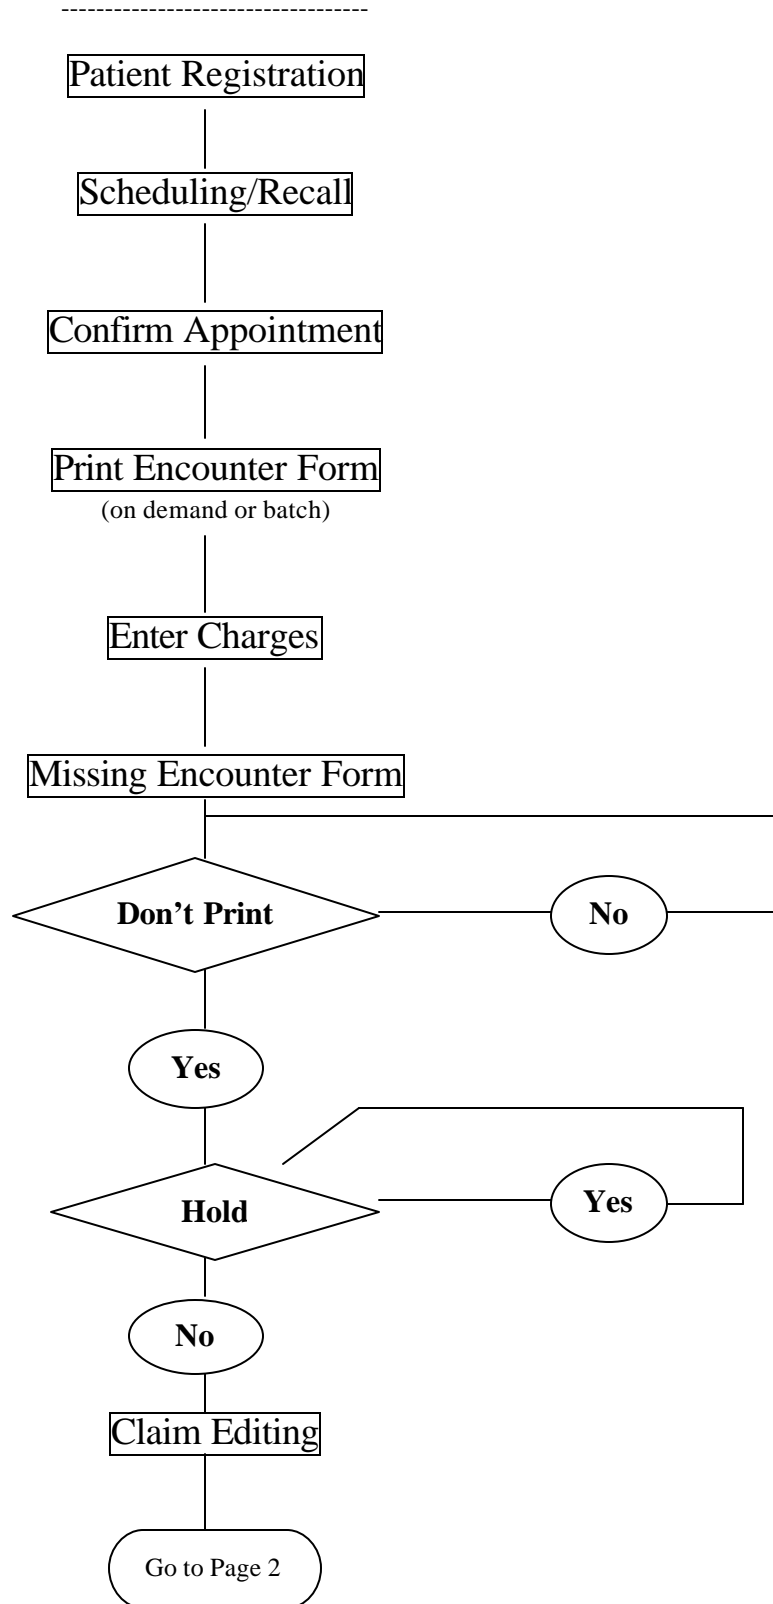 ---------------------------------
Patient Registration
Scheduling/Recall
Confirm Appointment
Print Encounter Form
(on demand or batch)
Enter Charges
Missing Encounter Form
Don't Print
No
Yes
Hold
Yes
No
Claim Editing
Go to Page 2